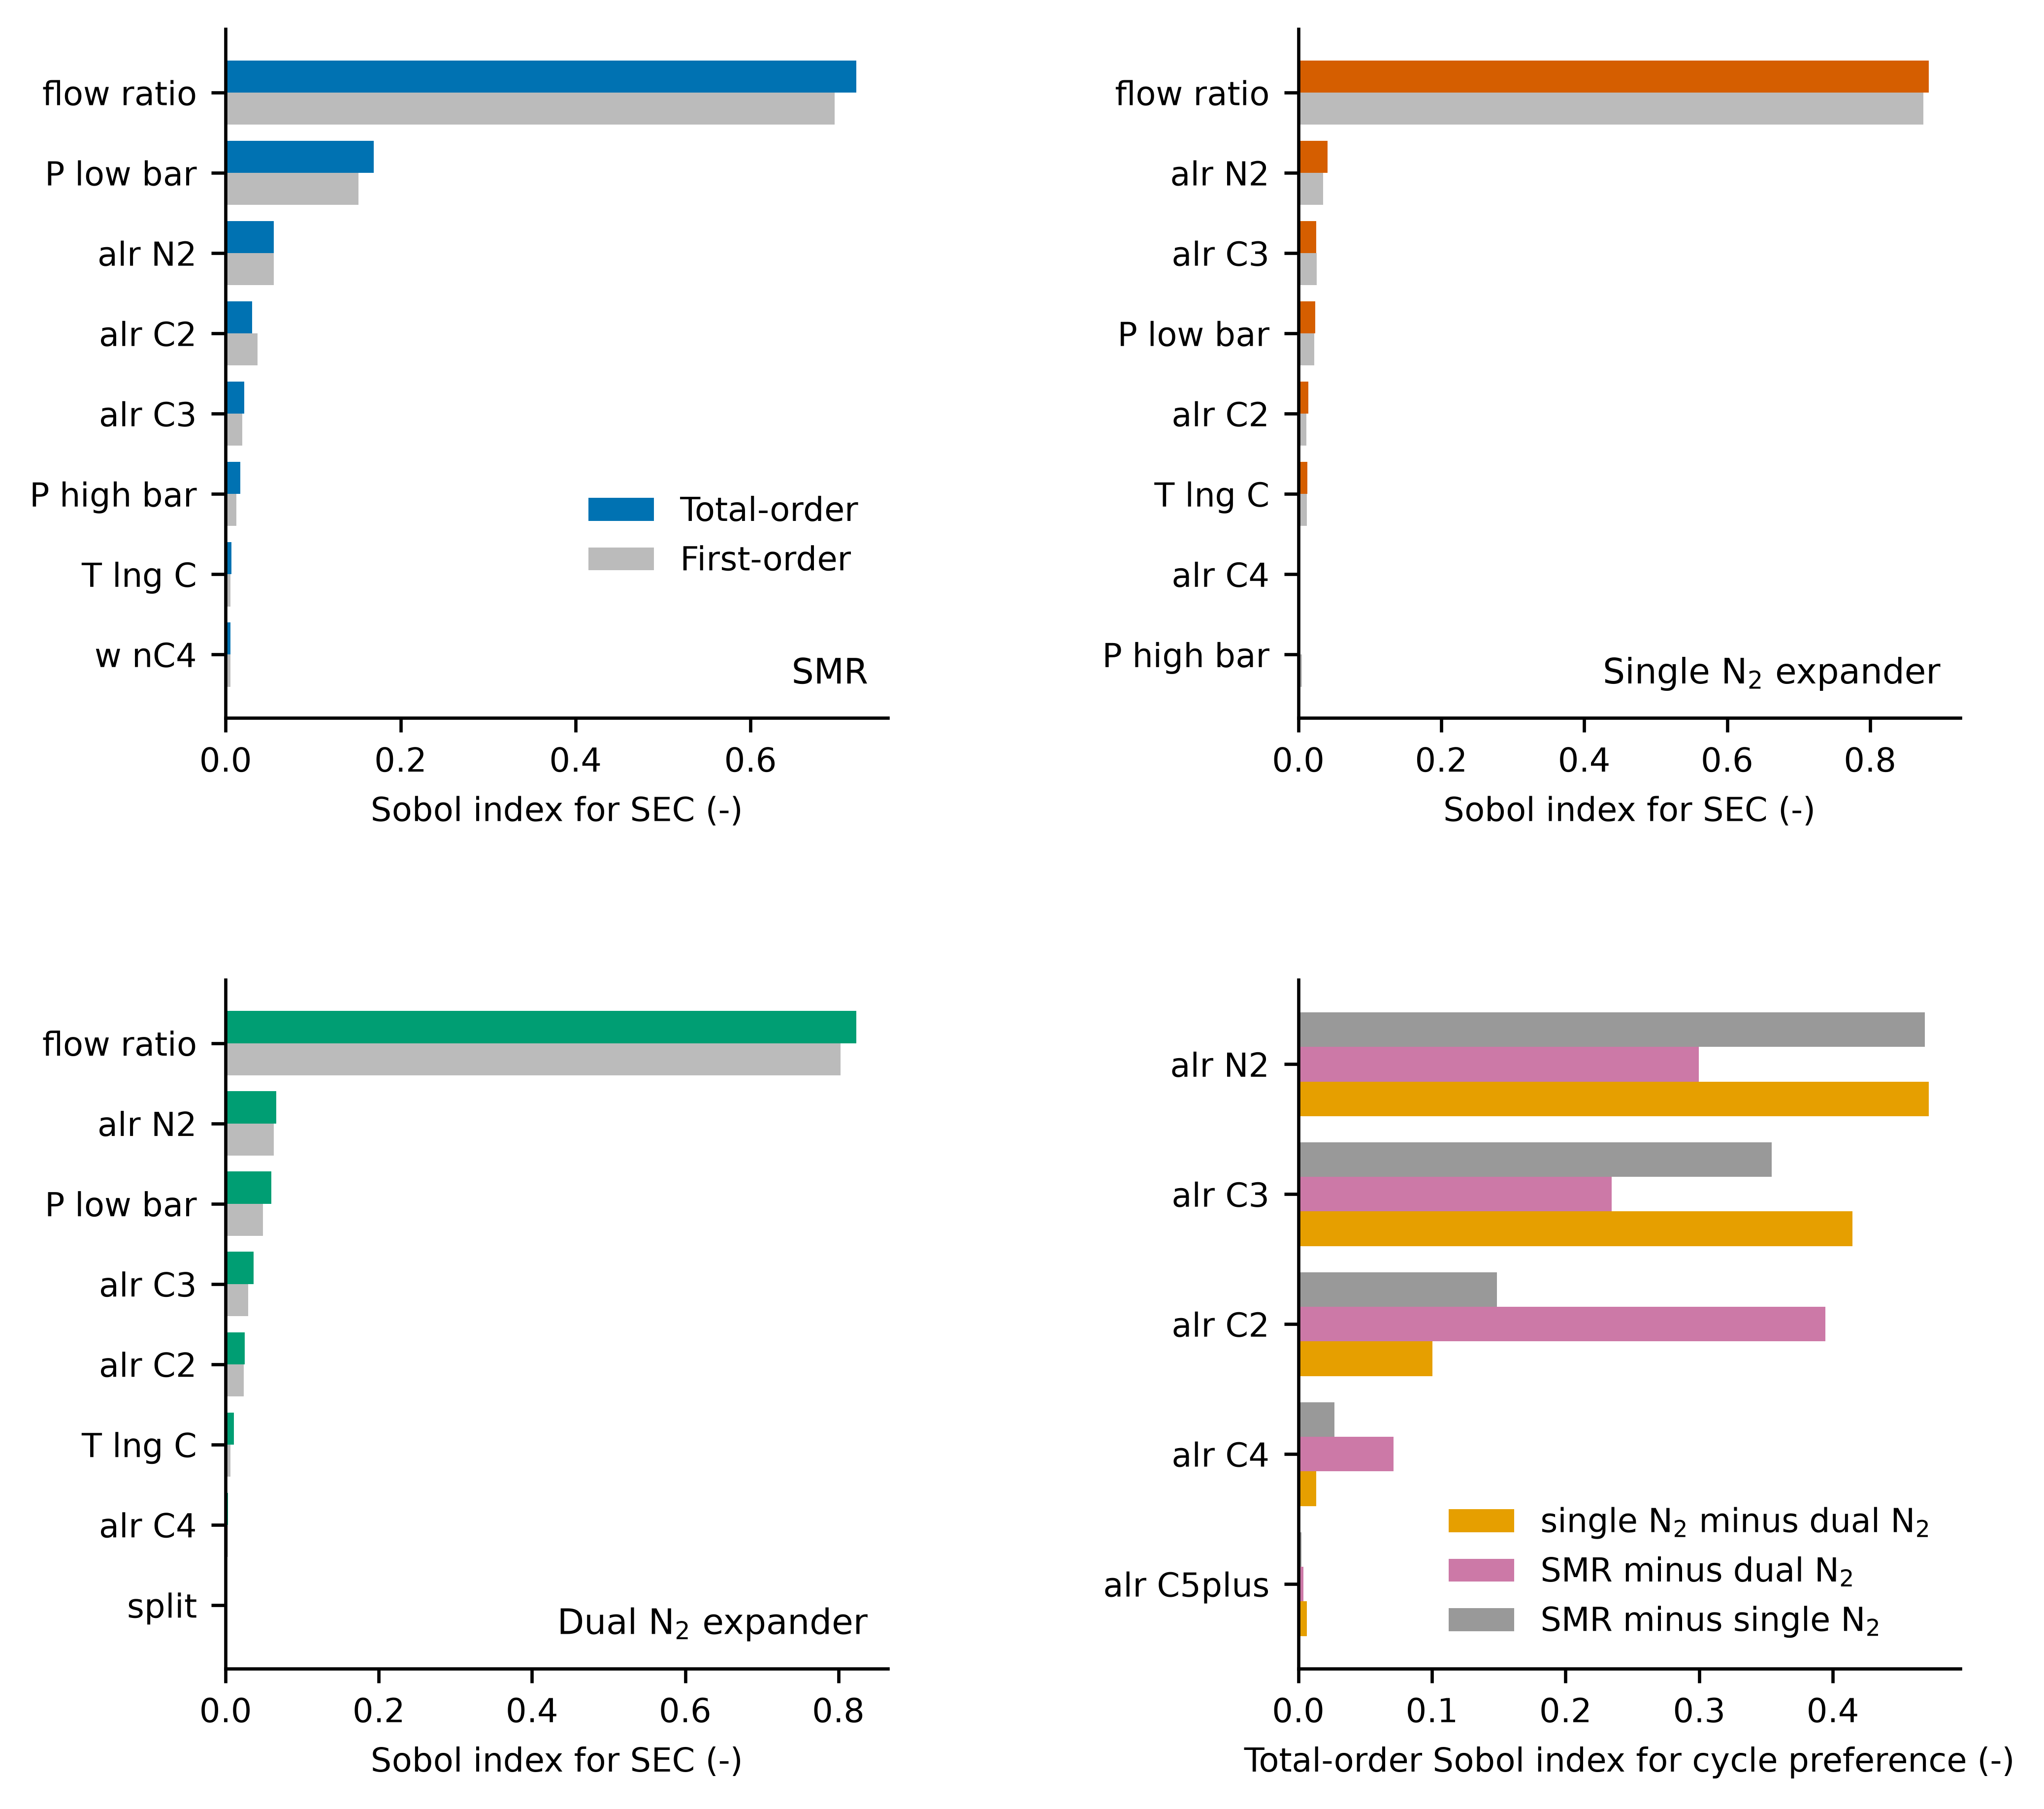 flow ratio
P low bar
alr N2
alr C2
alr C3
P high bar
T lng C
w nC4
Total-order
First-order
SMR
0.0 0.2 0.4 0.6
Sobol index for SEC (-)
flow ratio
alr N2
alr C3
P low bar
alr C2
T lng C
alr C4
P high bar
Single N₂ expander
0.0 0.2 0.4 0.6 0.8
Sobol index for SEC (-)
flow ratio
alr N2
P low bar
alr C3
alr C2
T lng C
alr C4
split
Dual N₂ expander
0.0 0.2 0.4 0.6 0.8
Sobol index for SEC (-)
alr N2
alr C3
alr C2
alr C4
alr C5plus
single N₂ minus dual N₂
SMR minus dual N₂
SMR minus single N₂
0.0 0.1 0.2 0.3 0.4
Total-order Sobol index for cycle preference (-)